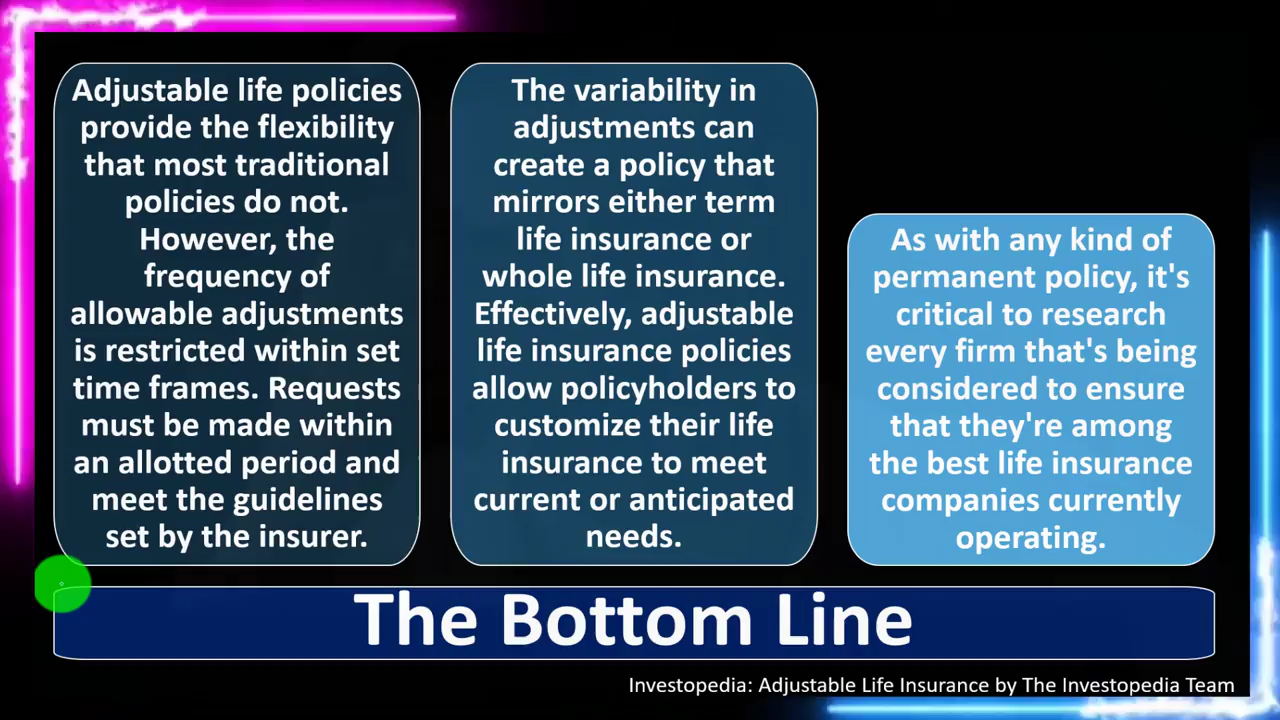 Adjustable life policies
provide the flexibility
that most traditional
policies do not.
However, the
frequency of
allowable adjustments
is restricted within set
time frames. Requests
must be made within
an allotted period and
meet the guidelines
set by the insurer.
The variability in
adjustments can
create a policy that
mirrors either term
life insurance or
whole life insurance.
Effectively, adjustable
life insurance policies
allow policyholders to
customize their life
insurance to meet
current or anticipated
needs.
As with any kind of
permanent policy, it's
critical to research
every firm that's being
considered to ensure
that they're among
the best life insurance
companies currently
operating.
The Bottom Line
Investopedia: Adjustable Life Insurance by The Investopedia Team